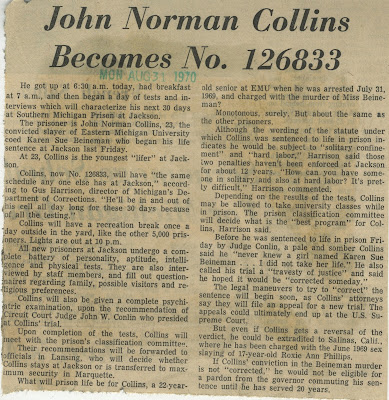 John Norman Collins
Becomes No. 126833
MON AUG 31 1970
He got up at 6:30 a.m. today, had breakfast
at 7 a.m., and then began a day of tests and in-
terviews which will characterize his next 30 days
at Southern Michigan Prison at Jackson.
The prisoner is John Norman Collins, 23, the
convicted slayer of Eastern Michigan University
coed Karen Sue Beineman who began his life
sentence at Jackson last Friday.
At 23, Collins is the youngest "lifer" at Jack-
son.
Collins, now No. 126833, will have "the same
schedule any one else has at Jackson," according
to Gus Harrison, director of Michigan's De-
partment of Corrections. "He'll be in and out of
his cell all day long for these 30 days because
of all the testing."
Collins will have a recreation break one a
day outside in the yard, like the other 5,000 pris-
oners. Lights are out at 10 p.m.
All new prisoners at Jackson undergo a com-
plete battery of personality, aptitude, intelli-
gence and physical tests. They are also inter-
viewed by staff members, and fill out question-
naires regarding family, possible visitors and re-
ligious preferences.
Collins will also be given a complete psychi-
atric examination, upon the recommendation of
Circuit Court Judge John W. Conlin who presided
at Collins' trial.
Upon completion of the tests, Collins will
meet with the prison's classification committee.
Their recommendations will be forwarded to
officials in Lansing, who will decide whether
Collins stays at Jackson or is transferred to max-
imum security in Marquette.
What will prison life be for Collins, a 22-year-
old senior at EMU when he was arrested July 31,
1969, and charged with the murder of Miss Beine-
man?
Monotonous, surely. But about the same as
the other prisoners.
Although the wording of the statute under
which Collins was sentenced to life in prison in-
dicates he would be subject to "solitary confine-
ment" and "hard labor," Harrison said those
two penalties haven't been enforced at Jackson
for about 12 years. "How can you have some-
one in solitary and also at hard labor? It's pret-
ty difficult," Harrison commented.
Depending on the results of the tests, Collins
may be allowed to take university classes while
in prison. The prison classification committee
will decide what is the "best program" for Col-
lins, Harrison said.
Before he was sentenced to life in prison Fri-
day by Judge Conlin, a pale and somber Collins
said he "never knew a girl named Karen Sue
Beineman . . . I did not take her life." He also
called his trial a "travesty of justice" and said
he hoped it would be "corrected someday."
The legal maneuvers to try to "correct" the
sentence will begin soon, as Collins' attorneys
say they will file an appeal for a new trial. The
appeals could ultimately end up at the U.S. Su-
preme Court.
But even if Collins gets a reversal of the
verdict, he could be extradited to Salinas, Calif.,
where he has been charged with the June 1969 sex
slaying of 17-year-old Roxie Ann Phillips.
If Collins' conviction in the Beineman murder
is not "corrected," he would not be eligible for
a pardon from the governor commuting his sen-
tence until he has served 20 years.